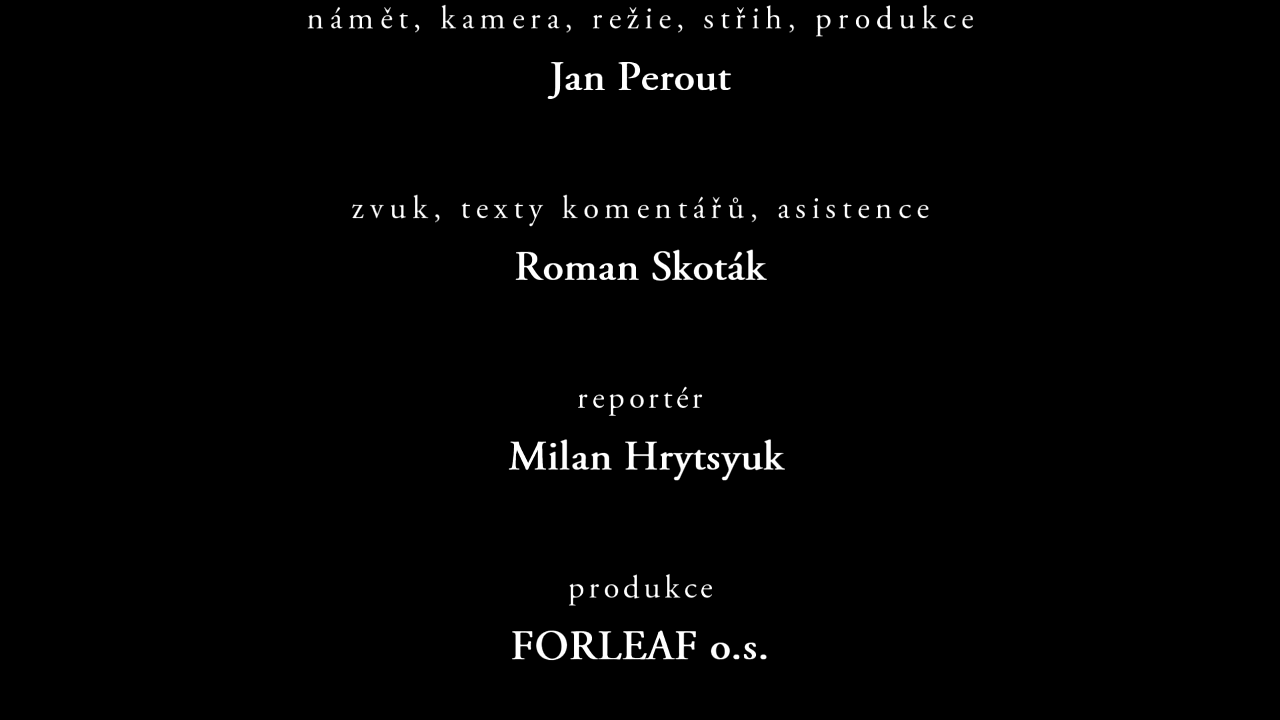 námět, kamera, režie, střih, produkce
Jan Perout
zvuk, texty komentářů, asistence
Roman Skoták
reportér
Milan Hrytsyuk
produkce
FORLEAF o.s.